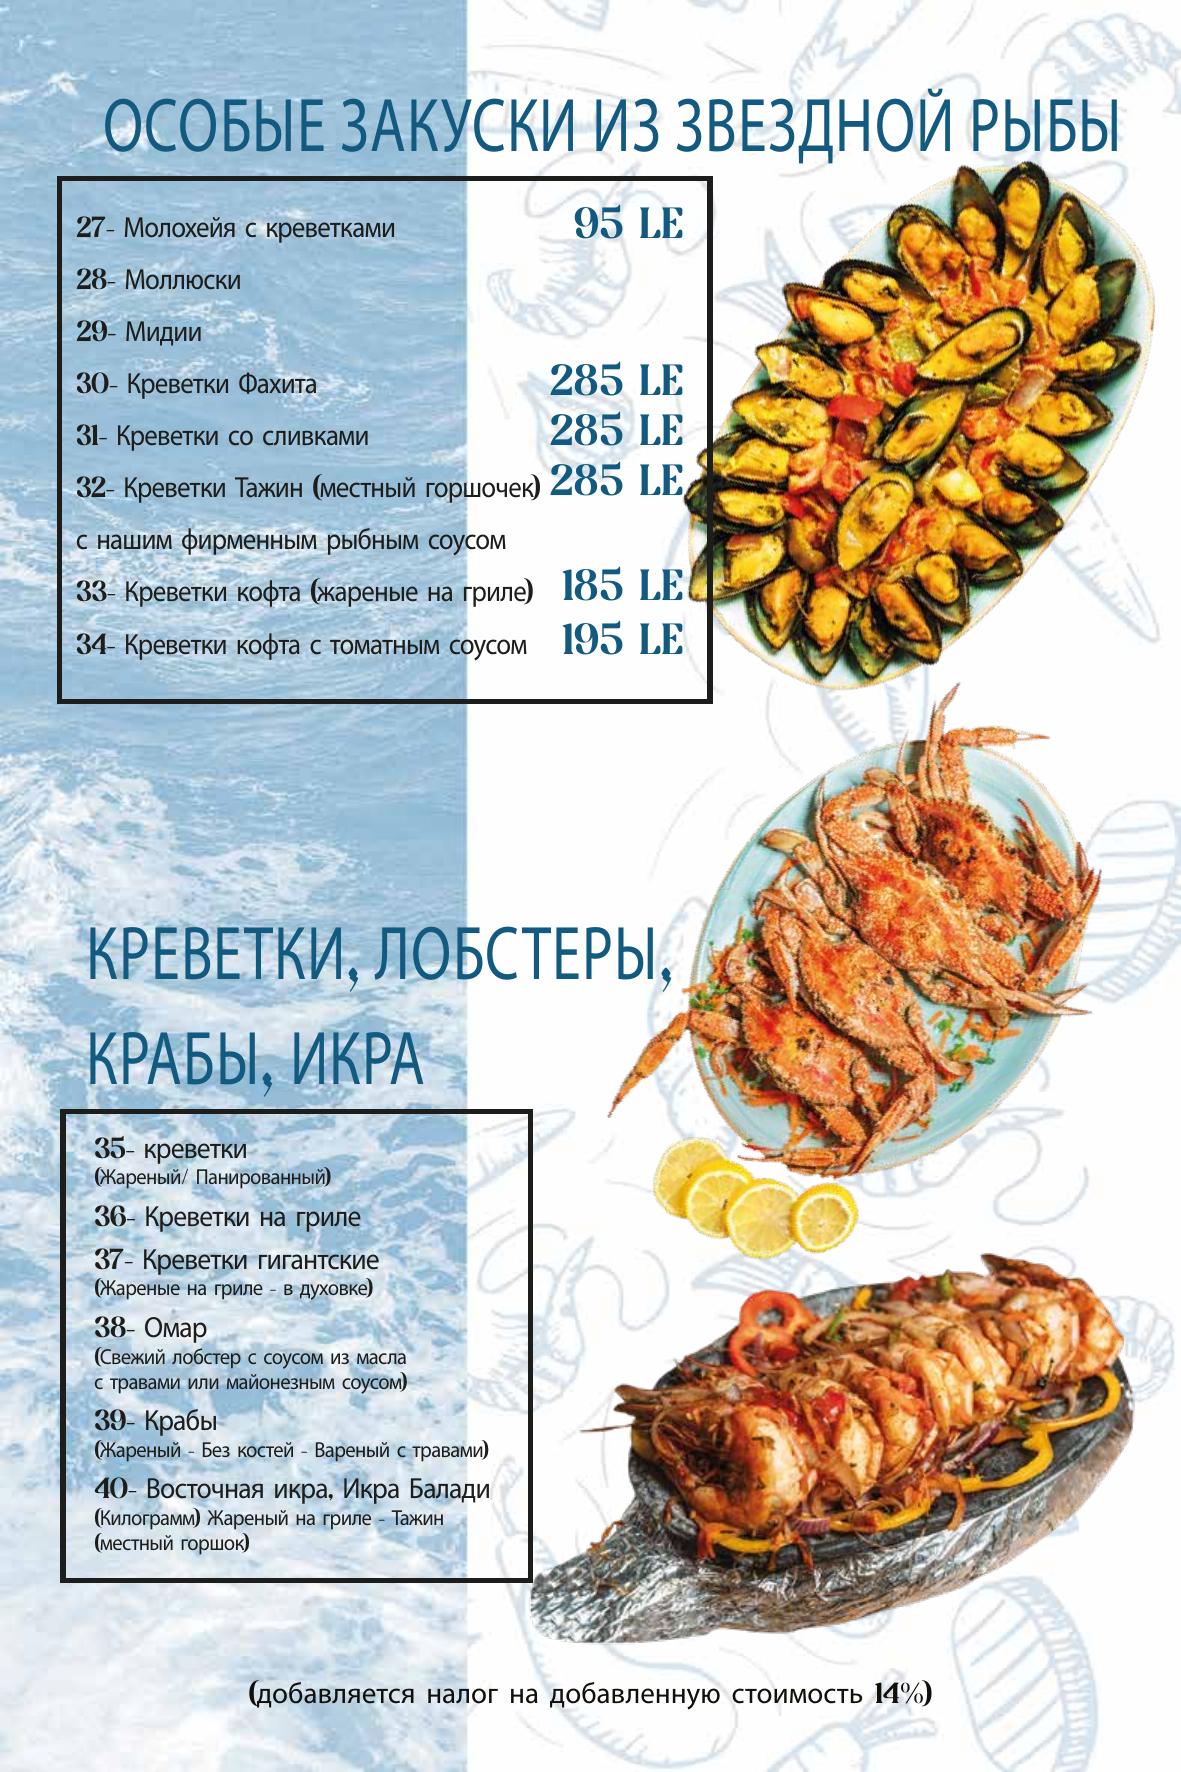 ОСОБЫЕ ЗАКУСКИ ИЗ ЗВЕЗДНОЙ РЫБЫ
27- Молохейя с креветками 95 LE
28- Моллюски
29- Мидии
30- Креветки Фахита 285 LE
31- Креветки со сливками 285 LE
32- Креветки Тажин (местный горшочек) 285 LE
с нашим фирменным рыбным соусом
33- Креветки кофта (жареные на гриле) 185 LE
34- Креветки кофта с томатным соусом 195 LE
КРЕВЕТКИ, ЛОБСТЕРЫ,
КРАБЫ, ИКРА
35- креветки
(Жареный/ Панированный)
36- Креветки на гриле
37- Креветки гигантские
(Жареные на гриле - в духовке)
38- Омар
(Свежий лобстер с соусом из масла
с травами или майонезным соусом)
39- Крабы
(Жареный - Без костей - Вареный с травами)
40- Восточная икра, Икра Балади
(Килограмм) Жареный на гриле - Тажин
(местный горшок)
(добавляется налог на добавленную стоимость 14%)